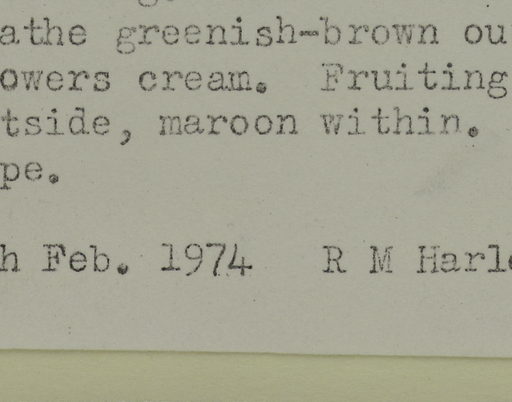 athe greenish-brown ou
owers cream. Fruiting
tside, maroon within.
pe.
h Feb. 1974 R M Harl